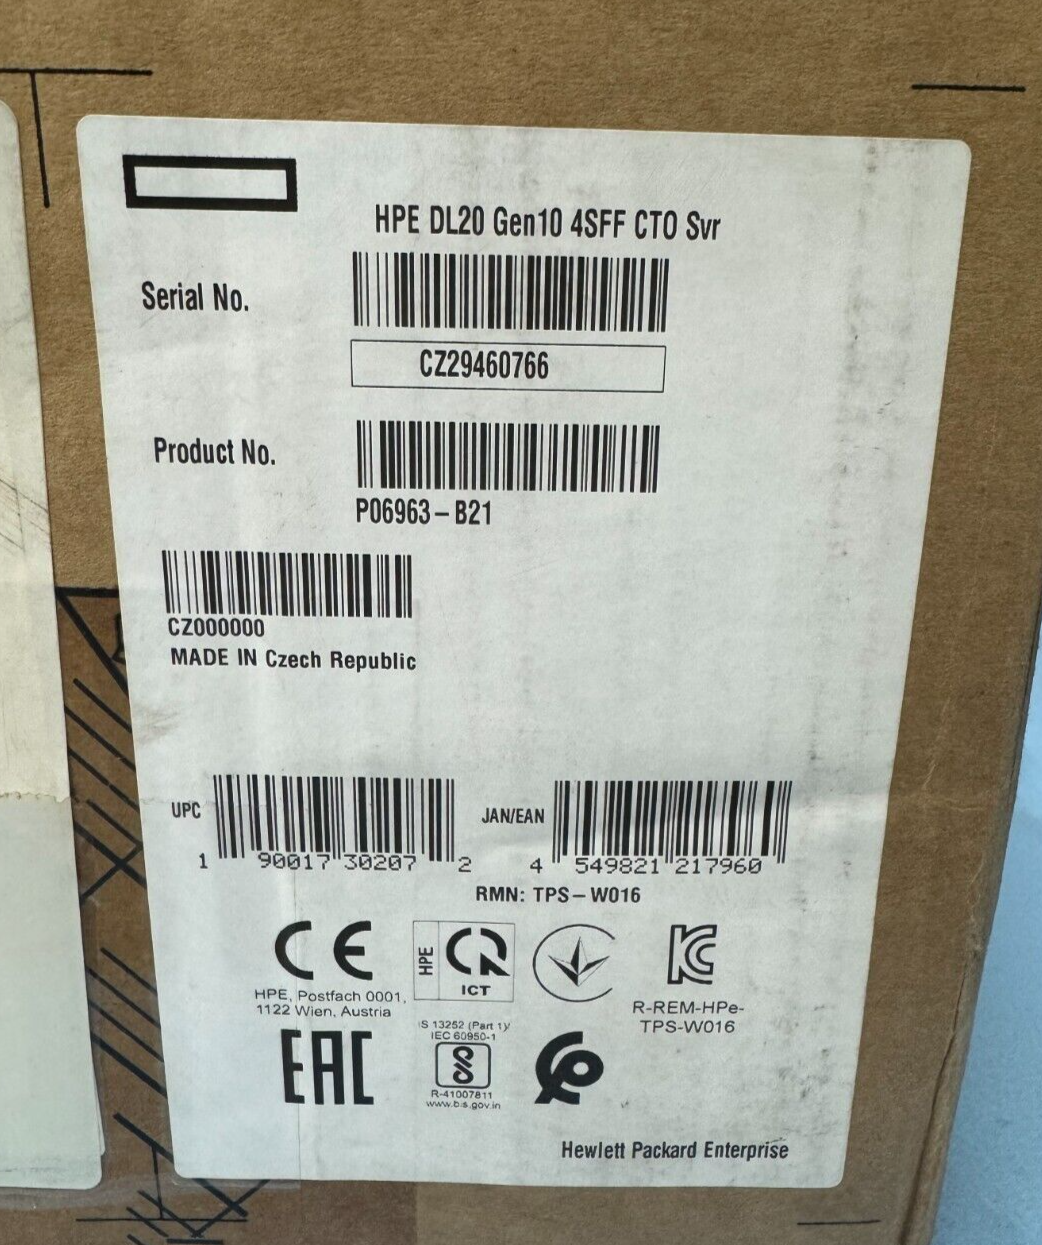 HPE DL20 Gen10 4SFF CTO Svr
Serial No.
CZ29460766
Product No.
P06963-B21
CZ000000
MADE IN Czech Republic
UPC
1 90017 30207 2
JAN/EAN
4 549821 217960
RMN: TPS-W016
CE
HPE
ICT
HPE, Postfach 0001,
1122 Wien, Austria
R-REM-HPe-
TPS-W016
EAC
IS 13252 (Part 1)/
IEC 60950-1
R-41007811
www.bis.gov.in
Hewlett Packard Enterprise